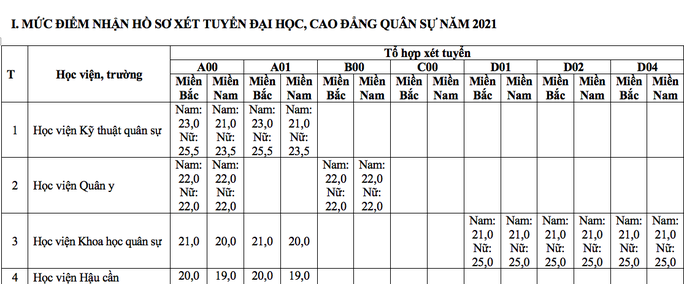 I. MỨC ĐIỂM NHẬN HỒ SƠ XÉT TUYỂN ĐẠI HỌC, CAO ĐẲNG QUÂN SỰ NĂM 2021
T Học viện, trường Tổ hợp xét tuyển
A00 A01 B00 C00 D01 D02 D04
Miền Miền Miền Miền Miền Miền Miền Miền Miền Miền Miền Miền Miền Miền
Bắc Nam Bắc Nam Bắc Nam Bắc Nam Bắc Nam Bắc Nam Bắc Nam
Nam: Nam: Nam: Nam:
23,0 21,0 23,0 21,0
1 Học viện Kỹ thuật quân sự
Nữ: Nữ: Nữ: Nữ:
25,5 23,5 25,5 23,5
Nam: Nam: Nam: Nam:
22,0 22,0 22,0 22,0
2 Học viện Quân y
Nữ: Nữ: Nữ: Nữ:
22,0 22,0 22,0 22,0
Nam: Nam: Nam: Nam: Nam: Nam:
21,0 21,0 21,0 21,0 21,0 21,0
3 Học viện Khoa học quân sự 21,0 20,0 21,0 20,0
Nữ: Nữ: Nữ: Nữ: Nữ: Nữ:
25,0 25,0 25,0 25,0 25,0 25,0
4 Học viện Hậu cần 20,0 19,0 20,0 19,0